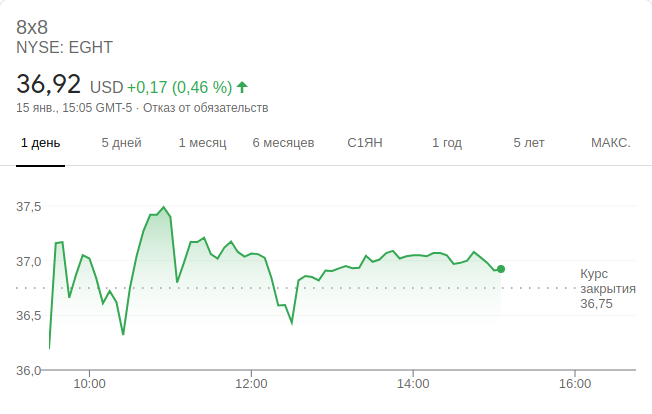 8x8
NYSE: EGHT
36,92 USD +0,17 (0,46 %)
15 янв., 15:05 GMT-5 · Отказ от обязательств
1 день 5 дней 1 месяц 6 месяцев С1ЯН 1 год 5 лет МАКС.
37,5
37,0
36,5
36,0
Курс
закрытия
36,75
10:00 12:00 14:00 16:00